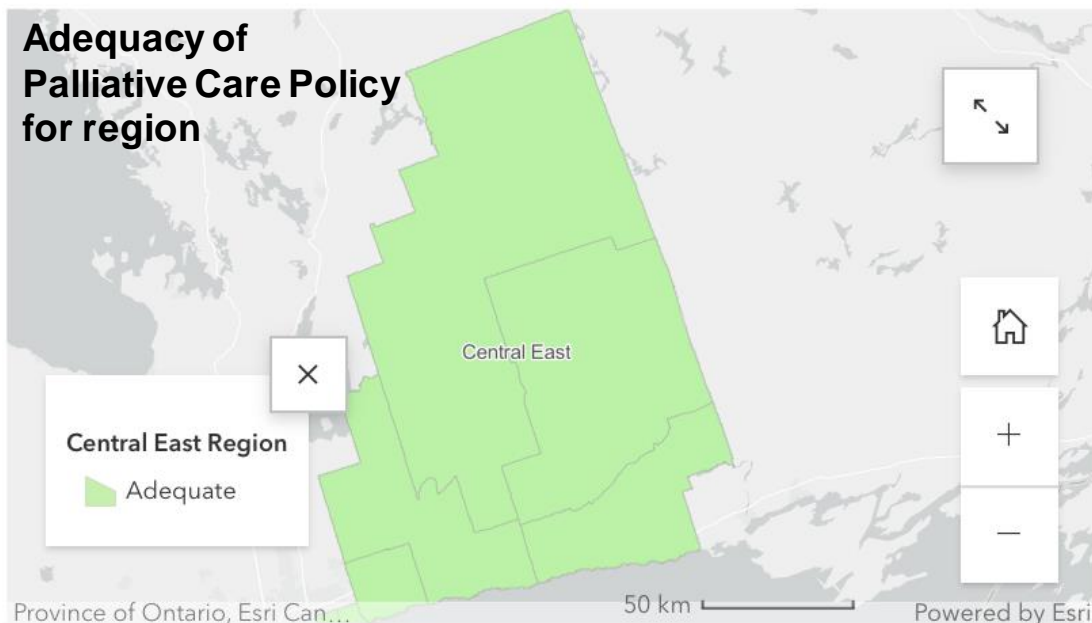 Adequacy of
Palliative Care Policy
for region
Central East
Central East Region
Adequate
50 km
Province of Ontario, Esri Can...
Powered by Esri